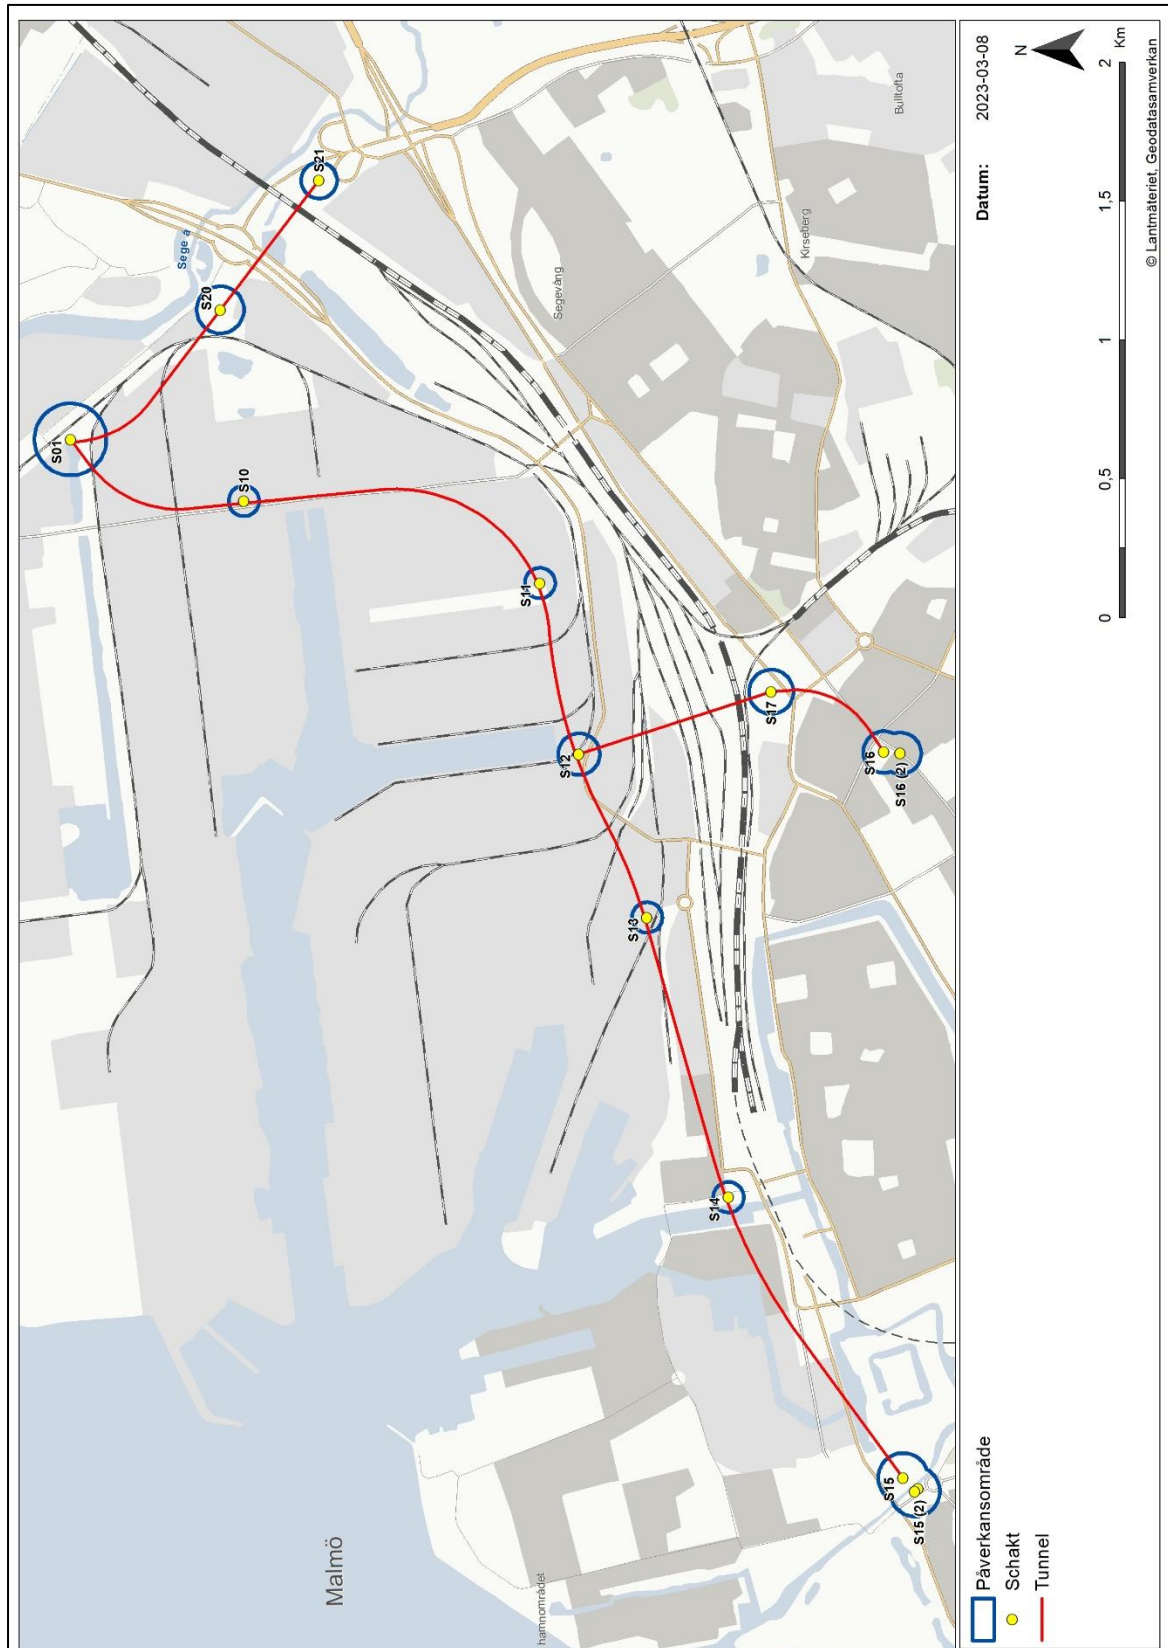 Malmö
hamnområdet
Sege å
Segevång
Kirseberg
Bulltofta
S01
S10
S11
S12
S13
S14
S15
S15 (2)
S16
S16 (2)
S17
S20
S21
Påverkansområde
Schakt
Tunnel
Datum: 2023-03-08
N
0 0,5 1 1,5 2
Km
© Lantmäteriet, Geodatasamverkan